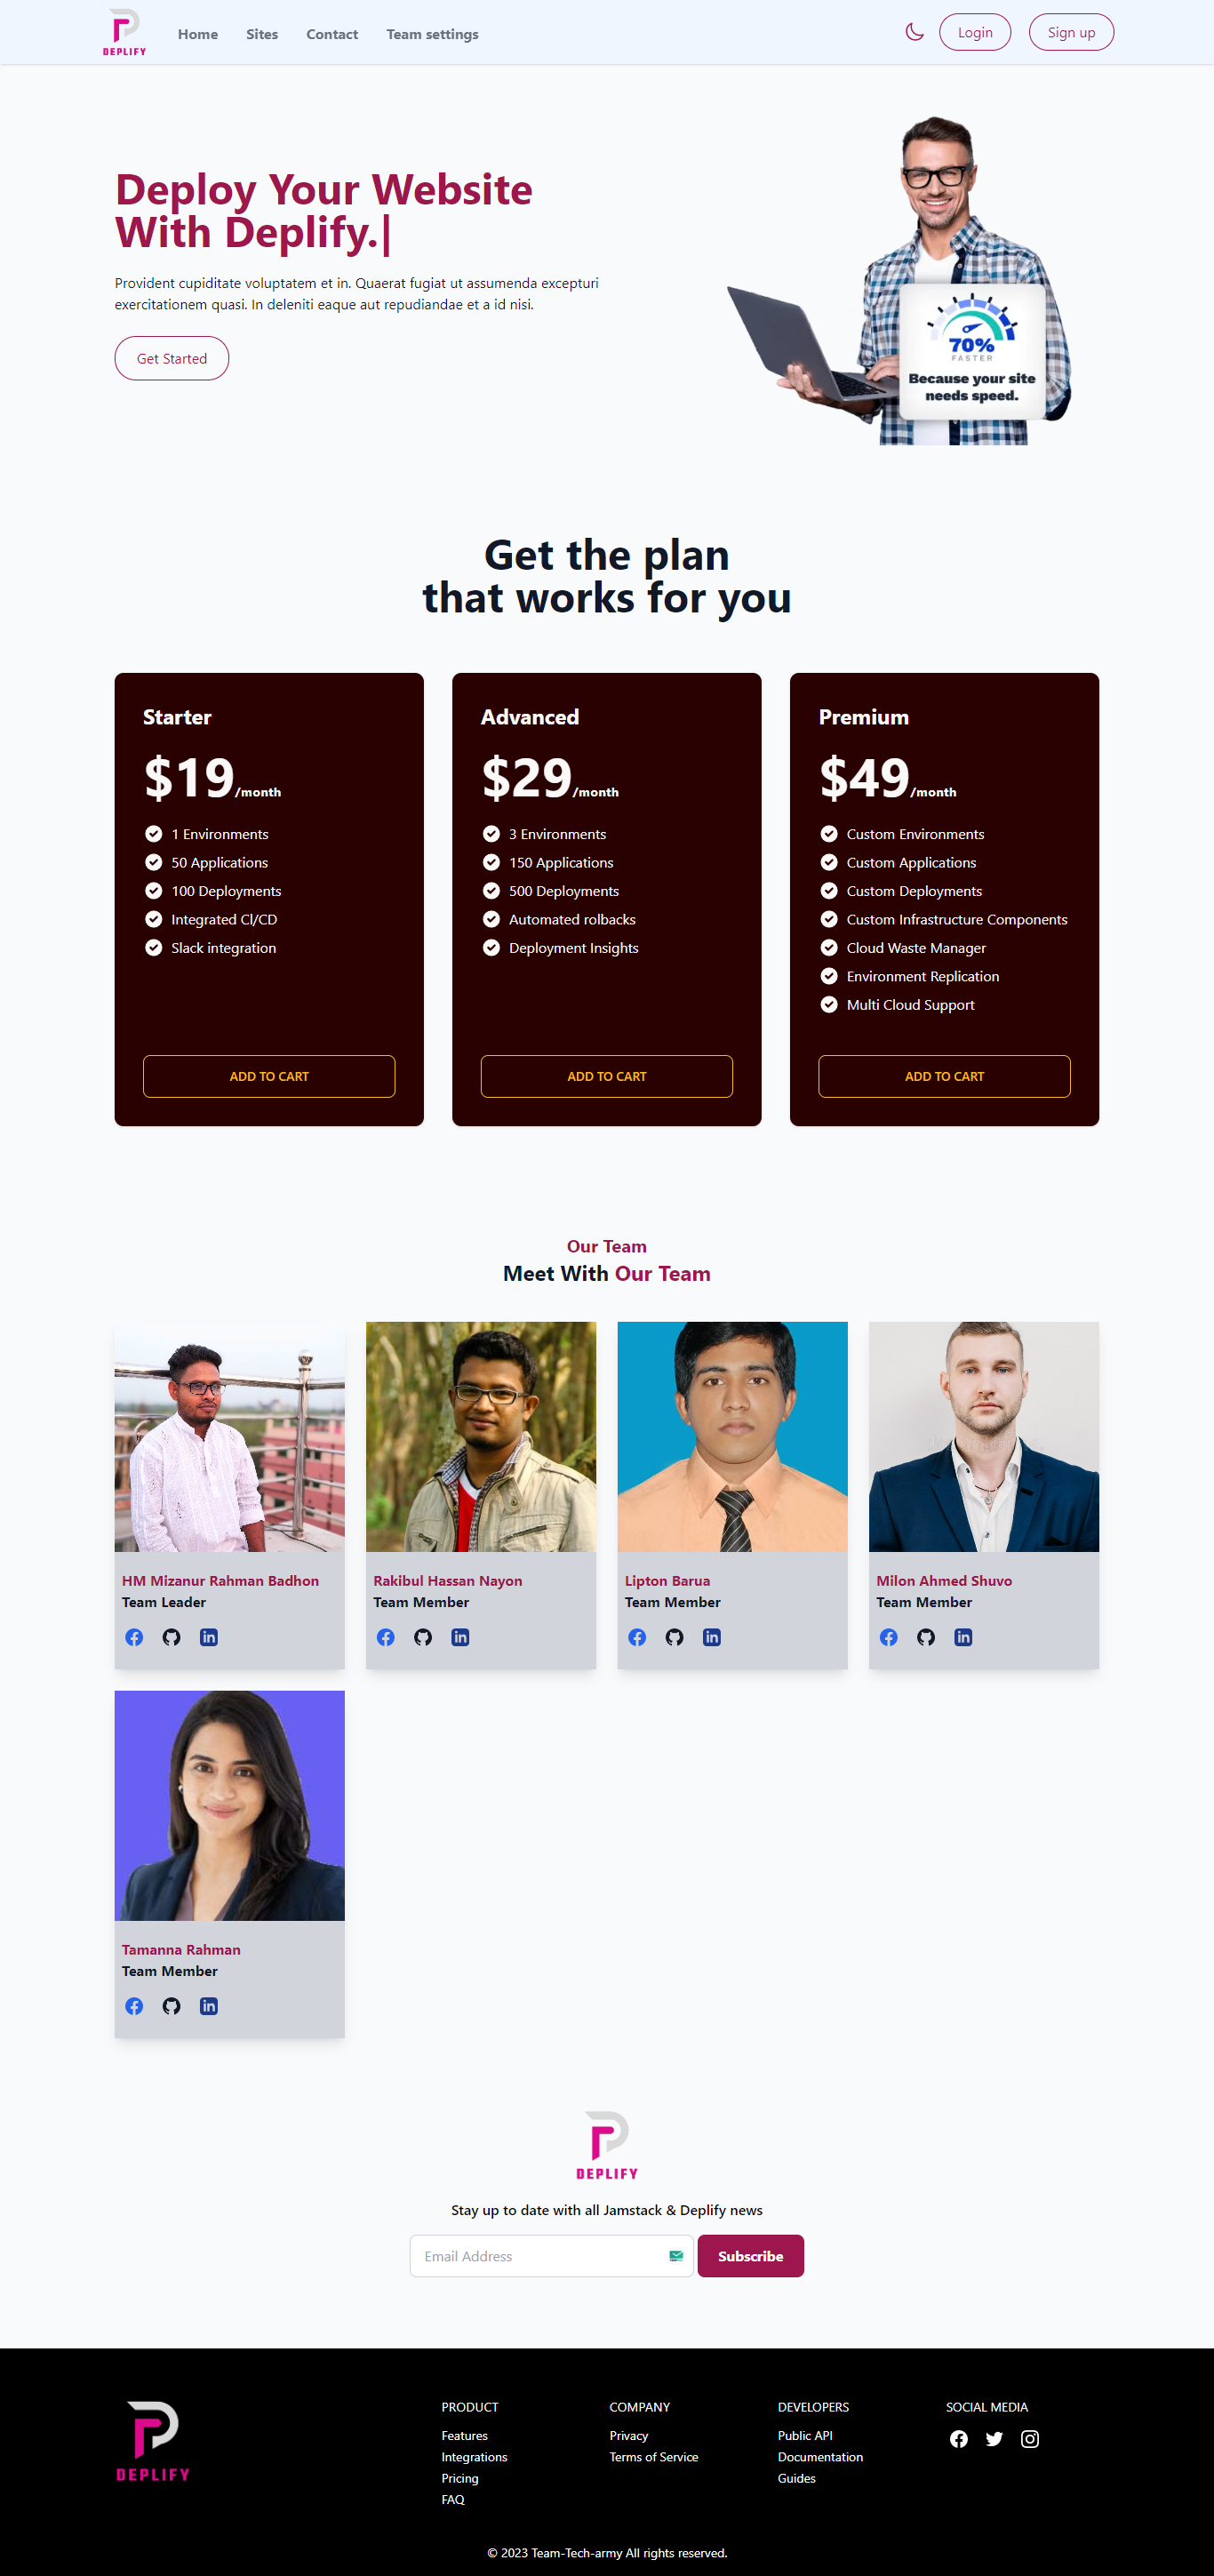 DEPLIFY
Home
Sites
Contact
Team settings
Login
Sign up
Deploy Your Website
With Deplify.|
Provident cupiditate voluptatem et in. Quaerat fugiat ut assumenda excepturi
exercitationem quasi. In deleniti eaque aut repudiandae et a id nisi.
Get Started
70%
FASTER
Because your site
needs speed.
Get the plan
that works for you
Starter
$19/month
1 Environments
50 Applications
100 Deployments
Integrated Cl/CD
Slack integration
ADD TO CART
Advanced
$29/month
3 Environments
150 Applications
500 Deployments
Automated rolbacks
Deployment Insights
ADD TO CART
Premium
$49/month
Custom Environments
Custom Applications
Custom Deployments
Custom Infrastructure Components
Cloud Waste Manager
Environment Replication
Multi Cloud Support
ADD TO CART
Our Team
Meet With Our Team
HM Mizanur Rahman Badhon
Team Leader
Rakibul Hassan Nayon
Team Member
Lipton Barua
Team Member
Milon Ahmed Shuvo
Team Member
Tamanna Rahman
Team Member
DEPLIFY
Stay up to date with all Jamstack & Deplify news
Email Address
Subscribe
DEPLIFY
PRODUCT
Features
Integrations
Pricing
FAQ
COMPANY
Privacy
Terms of Service
DEVELOPERS
Public API
Documentation
Guides
SOCIAL MEDIA
© 2023 Team-Tech-army All rights reserved.